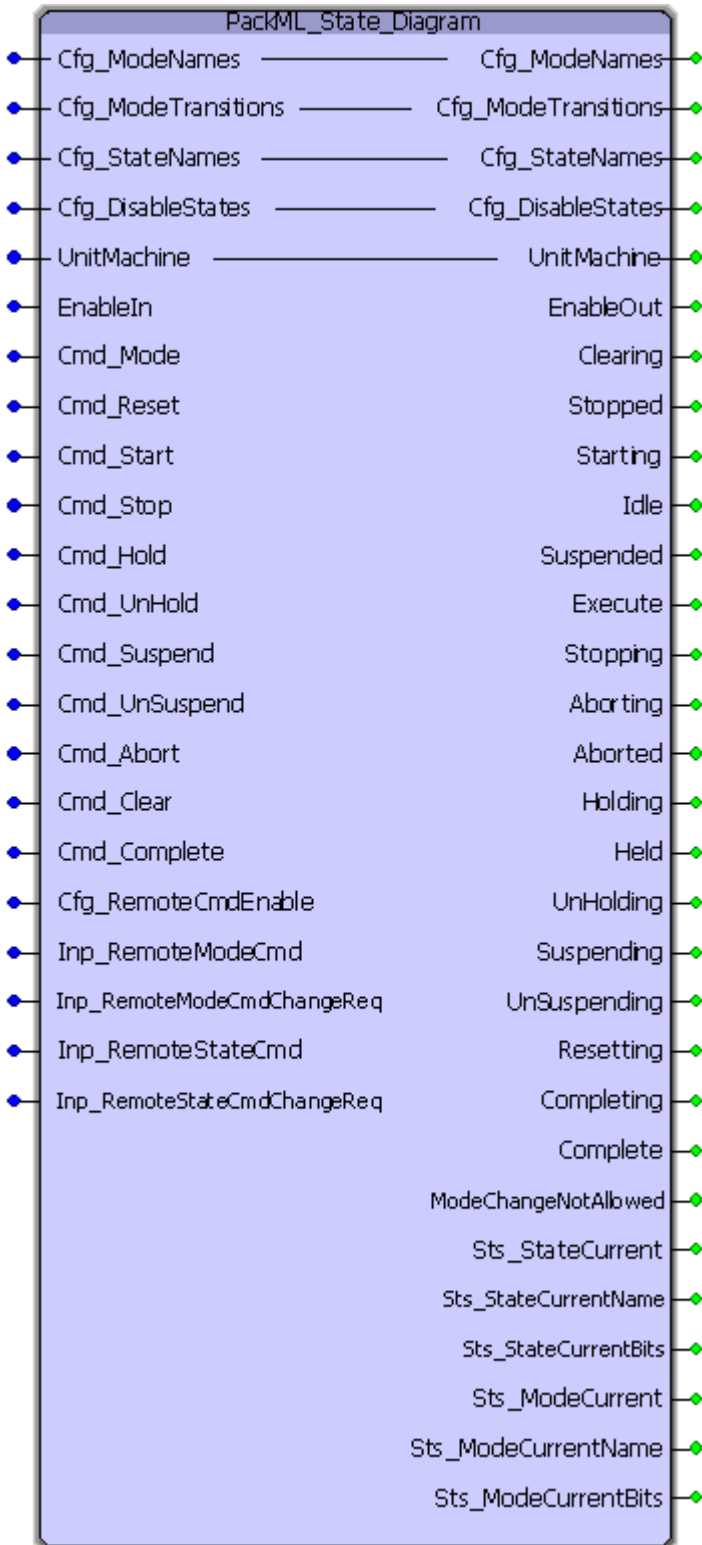 PackML_State_Diagram
Cfg_ModeNames Cfg_ModeNames
Cfg_ModeTransitions Cfg_ModeTransitions
Cfg_StateNames Cfg_StateNames
Cfg_DisableStates Cfg_DisableStates
UnitMachine UnitMachine
EnableIn EnableOut
Cmd_Mode Clearing
Cmd_Reset Stopped
Cmd_Start Starting
Cmd_Stop Idle
Cmd_Hold Suspended
Cmd_UnHold Execute
Cmd_Suspend Stopping
Cmd_UnSuspend Aborting
Cmd_Abort Aborted
Cmd_Clear Holding
Cmd_Complete Held
Cfg_RemoteCmdEnable UnHolding
Inp_RemoteModeCmd Suspending
Inp_RemoteModeCmdChangeReq UnSuspending
Inp_RemoteStateCmd Resetting
Inp_RemoteStateCmdChangeReq Completing
Complete
ModeChangeNotAllowed
Sts_StateCurrent
Sts_StateCurrentName
Sts_StateCurrentBits
Sts_ModeCurrent
Sts_ModeCurrentName
Sts_ModeCurrentBits